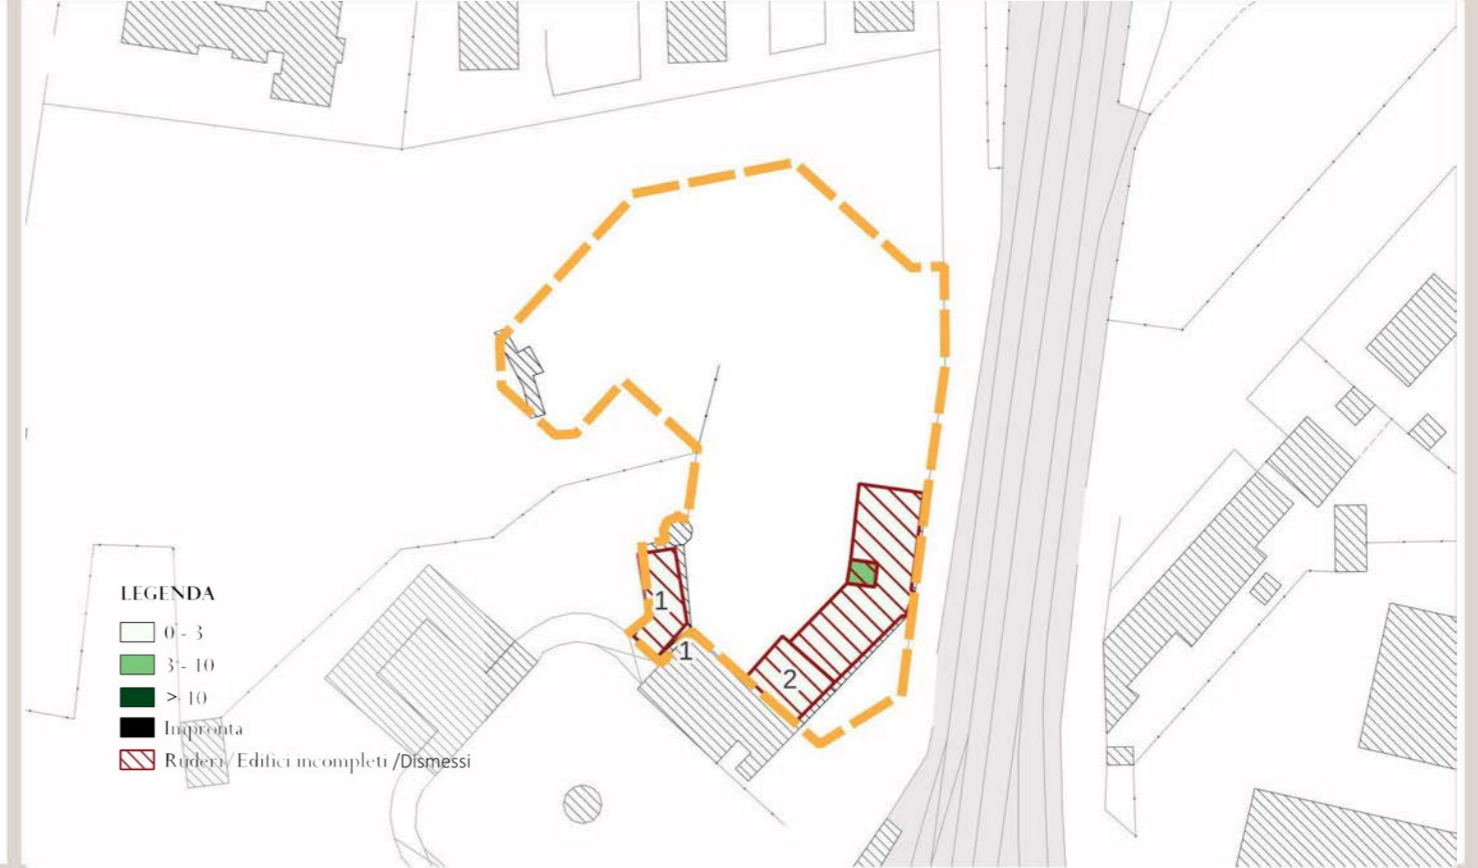 1
1
2
LEGENDA
0 - 3
3 - 10
> 10
Impronta
Ruderi / Edifici incompleti /Dismessi